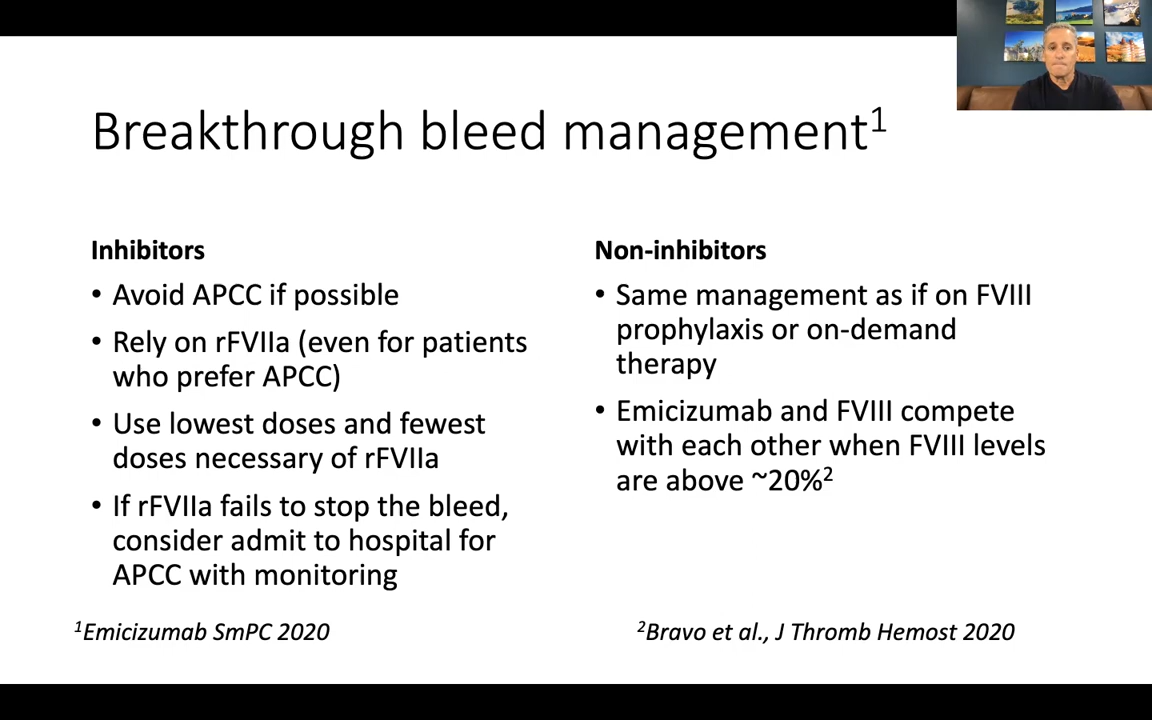 Breakthrough bleed management¹
Inhibitors
• Avoid APCC if possible
• Rely on rFVIIa (even for patients
who prefer APCC)
• Use lowest doses and fewest
doses necessary of rFVIIa
• If rFVIIa fails to stop the bleed,
consider admit to hospital for
APCC with monitoring
Non-inhibitors
• Same management as if on FVIII
prophylaxis or on-demand
therapy
• Emicizumab and FVIII compete
with each other when FVIII levels
are above ~20%²
¹Emicizumab SmPC 2020
²Bravo et al., J Thromb Hemost 2020